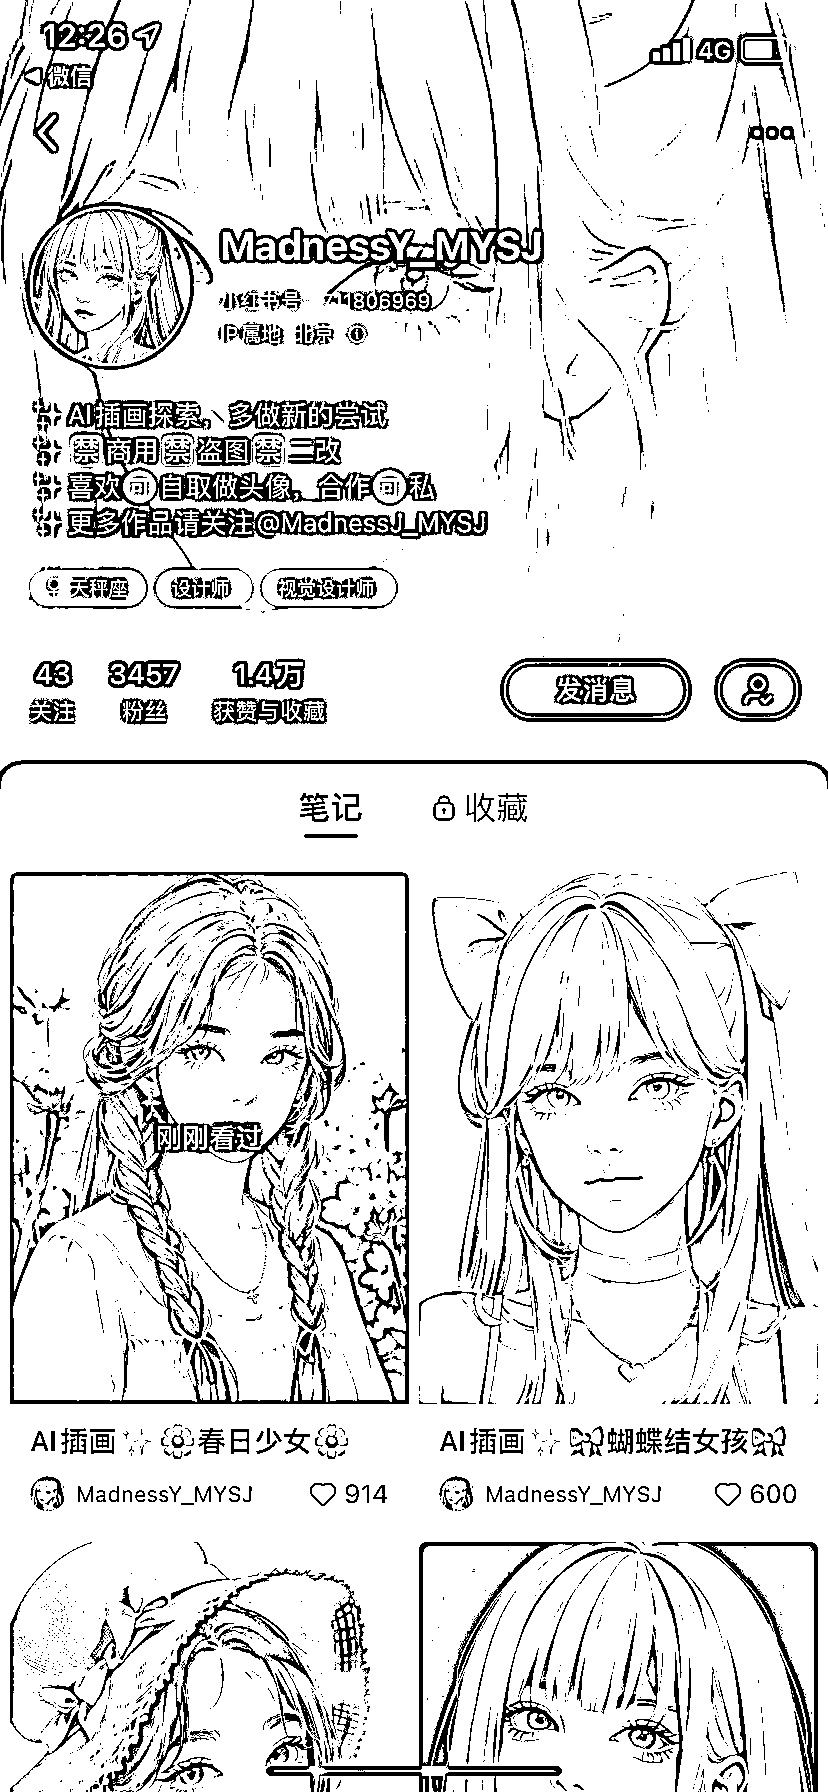 12:26 4G
微信
MadnessY_MYSJ
小红书号
IP属地 北京
AI插画探索，多做新的尝试
禁商用禁盗图禁二改
喜欢可自取做头像，合作可私
更多作品请关注@MadnessJ_MYSJ
天秤座 设计师 视觉设计师
43 3457 1.4万
关注 粉丝 获赞与收藏
发消息
笔记 收藏
刚刚看过
AI插画✨🌸春日少女🌸
MadnessY_MYSJ 914
AI插画✨🎀蝴蝶结女孩🎀
MadnessY_MYSJ 600